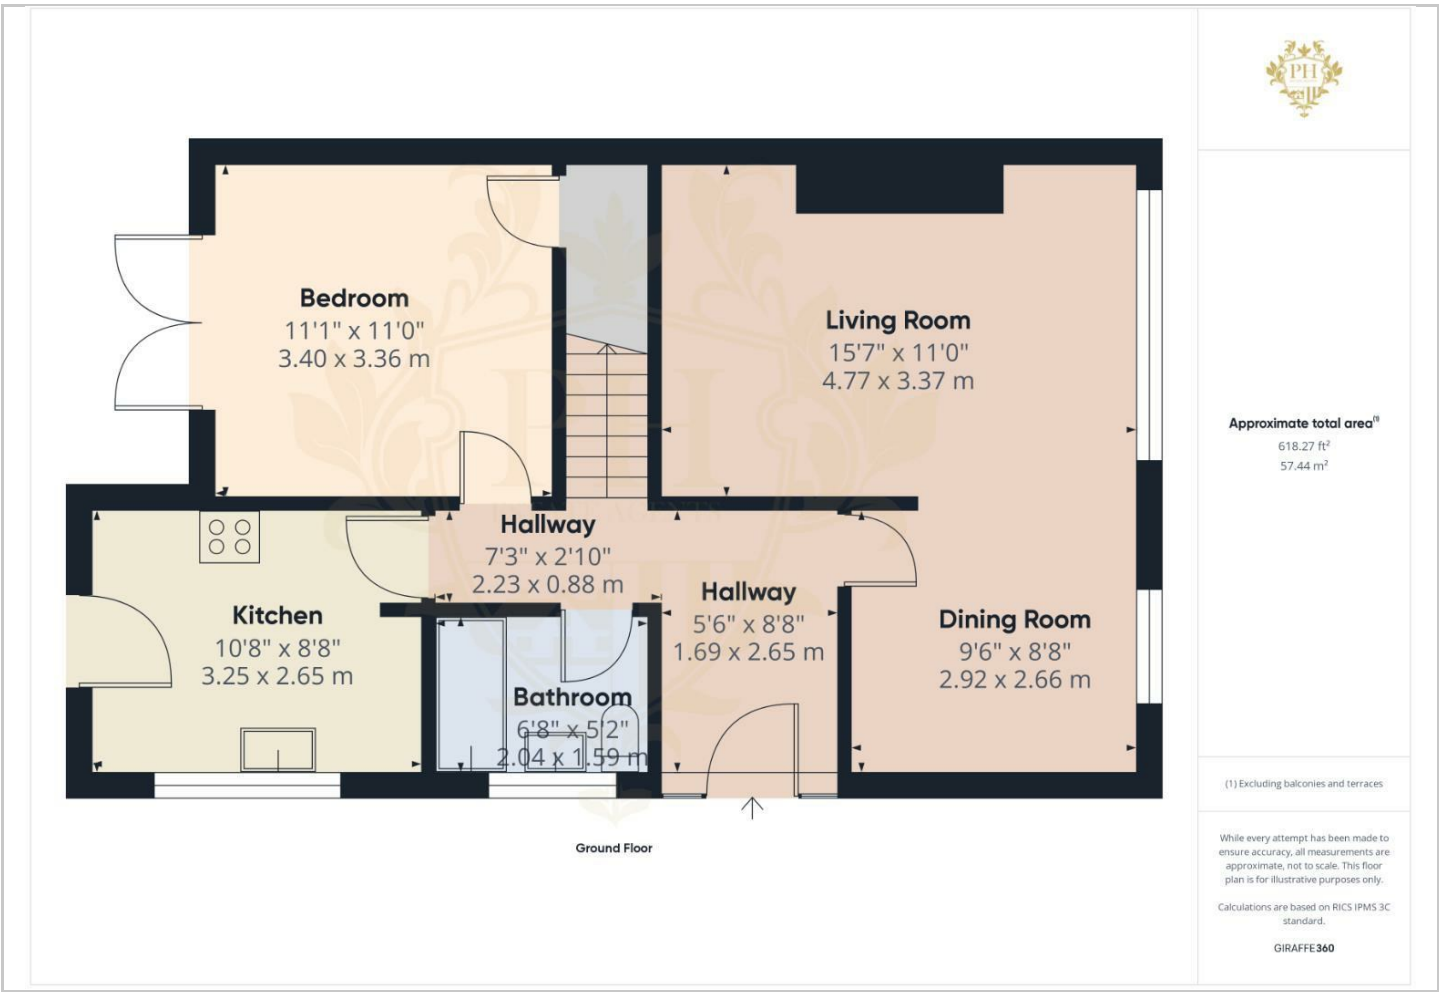 PH
Bedroom
11'1" x 11'0"
3.40 x 3.36 m
Living Room
15'7" x 11'0"
4.77 x 3.37 m
Approximate total area(1)
618.27 ft²
57.44 m²
Hallway
7'3" x 2'10"
2.23 x 0.88 m
Hallway
5'6" x 8'8"
1.69 x 2.65 m
Kitchen
10'8" x 8'8"
3.25 x 2.65 m
Dining Room
9'6" x 8'8"
2.92 x 2.66 m
Bathroom
6'8" x 5'2"
2.04 x 1.59 m
Ground Floor
(1) Excluding balconies and terraces
While every attempt has been made to
ensure accuracy, all measurements are
approximate, not to scale. This floor
plan is for illustrative purposes only.
Calculations are based on RICS IPMS 3C
standard.
GIRAFFE360